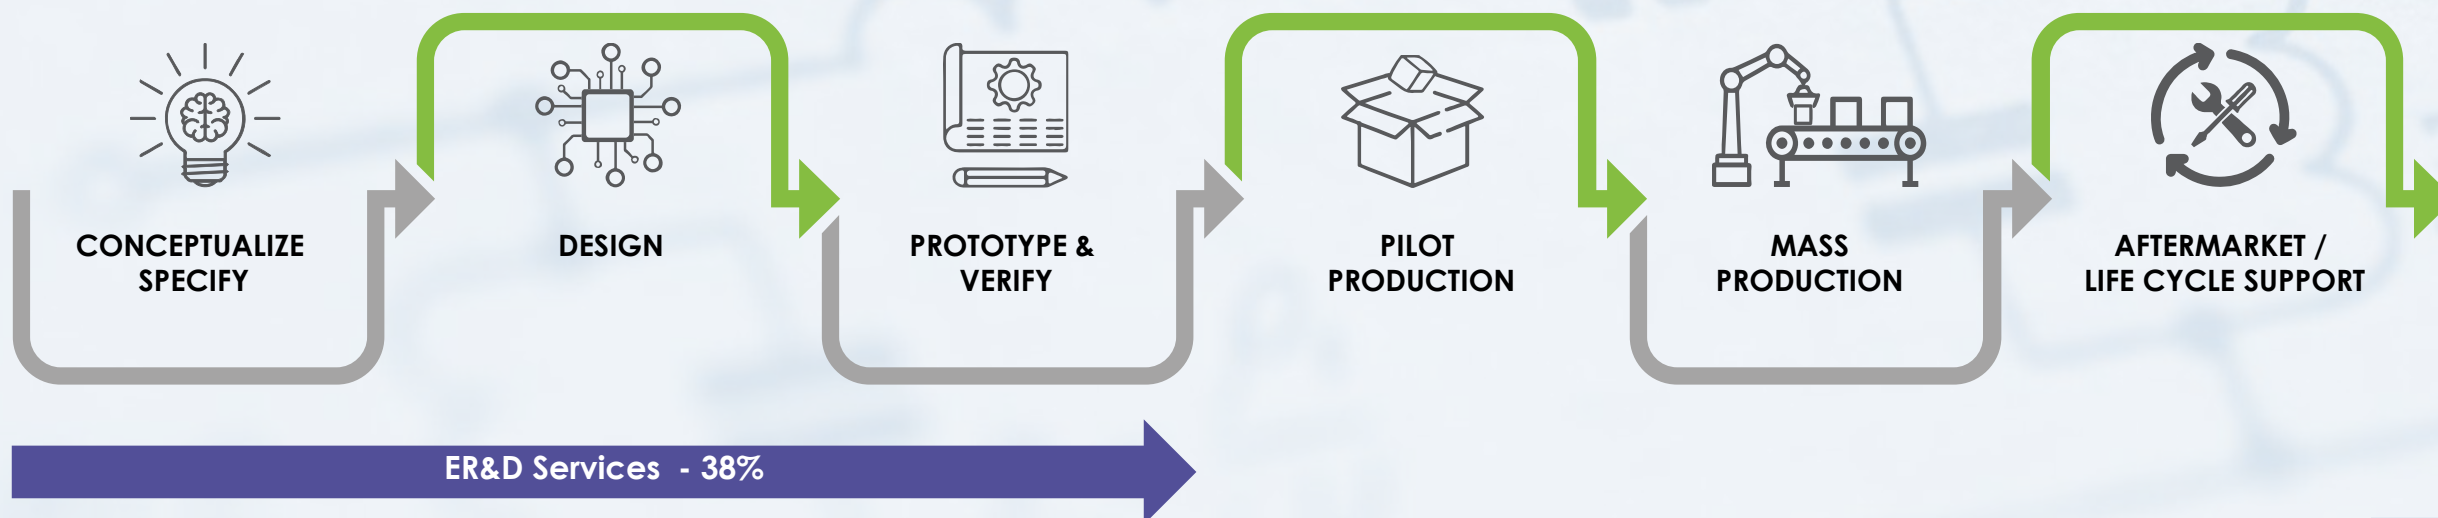 CONCEPTUALIZE
SPECIFY
DESIGN
PROTOTYPE &
VERIFY
PILOT
PRODUCTION
MASS
PRODUCTION
AFTERMARKET /
LIFE CYCLE SUPPORT
ER&D Services - 38%